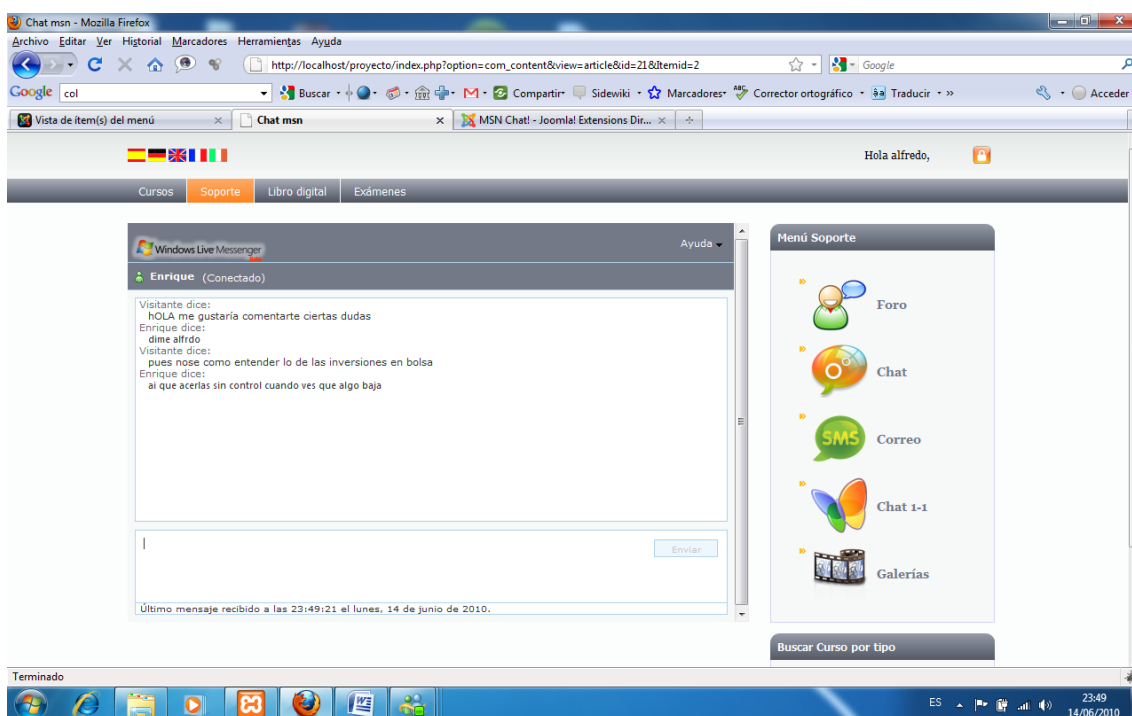 Chat msn - Mozilla Firefox
Archivo Editar Ver Historial Marcadores Herramientas Ayuda
http://localhost/proyecto/index.php?option=com_content&view=article&id=21&Itemid=2
Google
Google col Buscar Compartir Sidewiki Marcadores Corrector ortográfico Traducir » Acceder
Vista de ítem(s) del menú Chat msn MSN Chat! - Joomla! Extensions Dir...
Hola alfredo,
Cursos Soporte Libro digital Exámenes
Windows Live Messenger Ayuda
Enrique (Conectado)
Visitante dice:
hOLA me gustaría comentarte ciertas dudas
Enrique dice:
dime alfrdo
Visitante dice:
pues nose como entender lo de las inversiones en bolsa
Enrique dice:
ai que acerlas sin control cuando ves que algo baja
Enviar
Último mensaje recibido a las 23:49:21 el lunes, 14 de junio de 2010.
Menú Soporte
Foro
Chat
SMS Correo
Chat 1-1
Galerías
Buscar Curso por tipo
Terminado
ES 23:49
14/06/2010